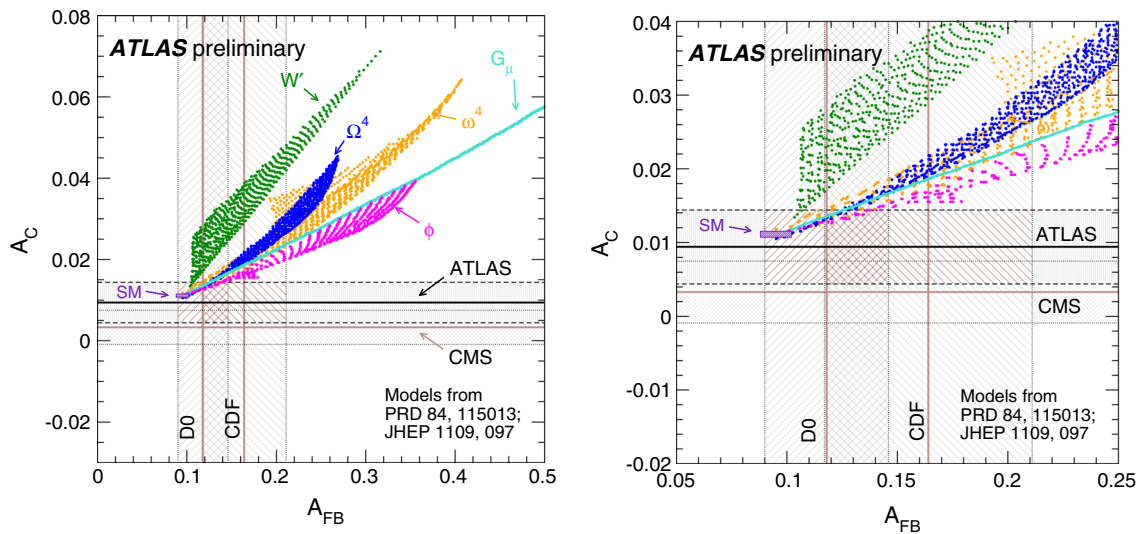 ATLAS preliminary
A_C
0.08
0.06
0.04
0.02
0
-0.02
W′
Ω⁴
ω⁴
G_μ
ϕ
SM
ATLAS
CMS
D0
CDF
Models from
PRD 84, 115013;
JHEP 1109, 097
0 0.1 0.2 0.3 0.4 0.5
A_FB
ATLAS preliminary
A_C
0.04
0.03
0.02
0.01
0
-0.01
-0.02
SM
ATLAS
CMS
D0
CDF
Models from
PRD 84, 115013;
JHEP 1109, 097
0.05 0.1 0.15 0.2 0.25
A_FB